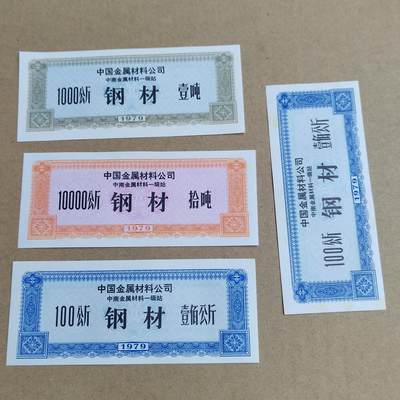 中国金属材料公司
中南金属材料一级站
1000公斤 钢材 壹吨
1979
中国金属材料公司
中南金属材料一级站
10000公斤 钢材 拾吨
1979
中国金属材料公司
中南金属材料一级站
100公斤 钢材 壹佰公斤
1979
中国金属材料公司
中南金属材料一级站
100公斤 钢材 壹佰公斤
1979